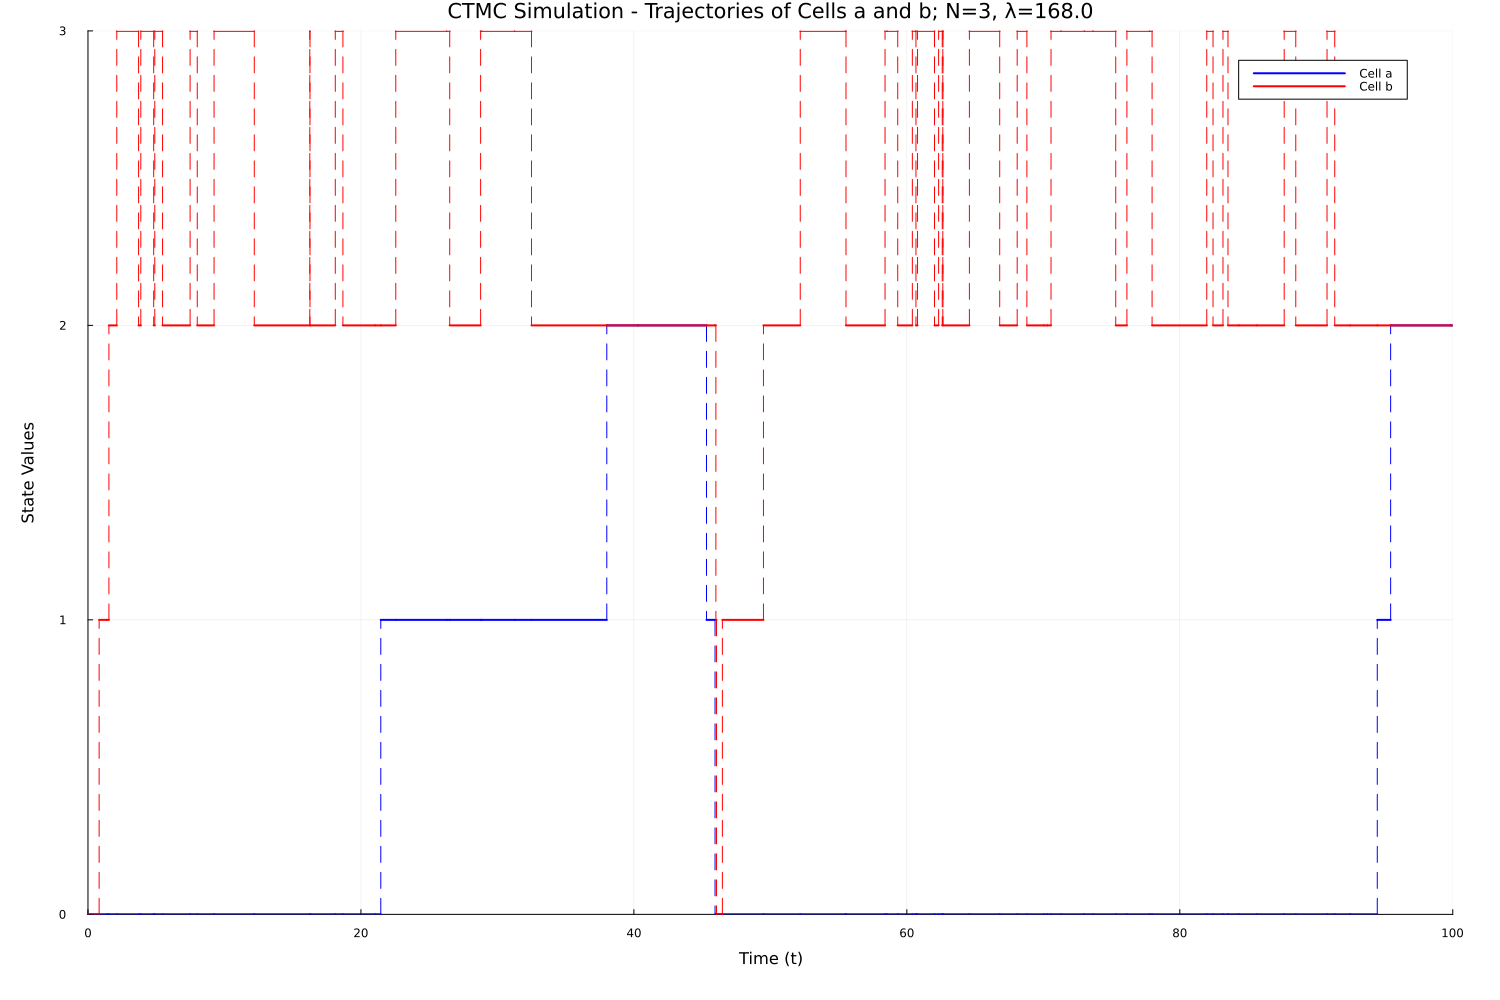 CTMC Simulation - Trajectories of Cells a and b; N=3, λ=168.0
3
Cell a
Cell b
2
State Values
1
0
0 20 40 60 80 100
Time (t)